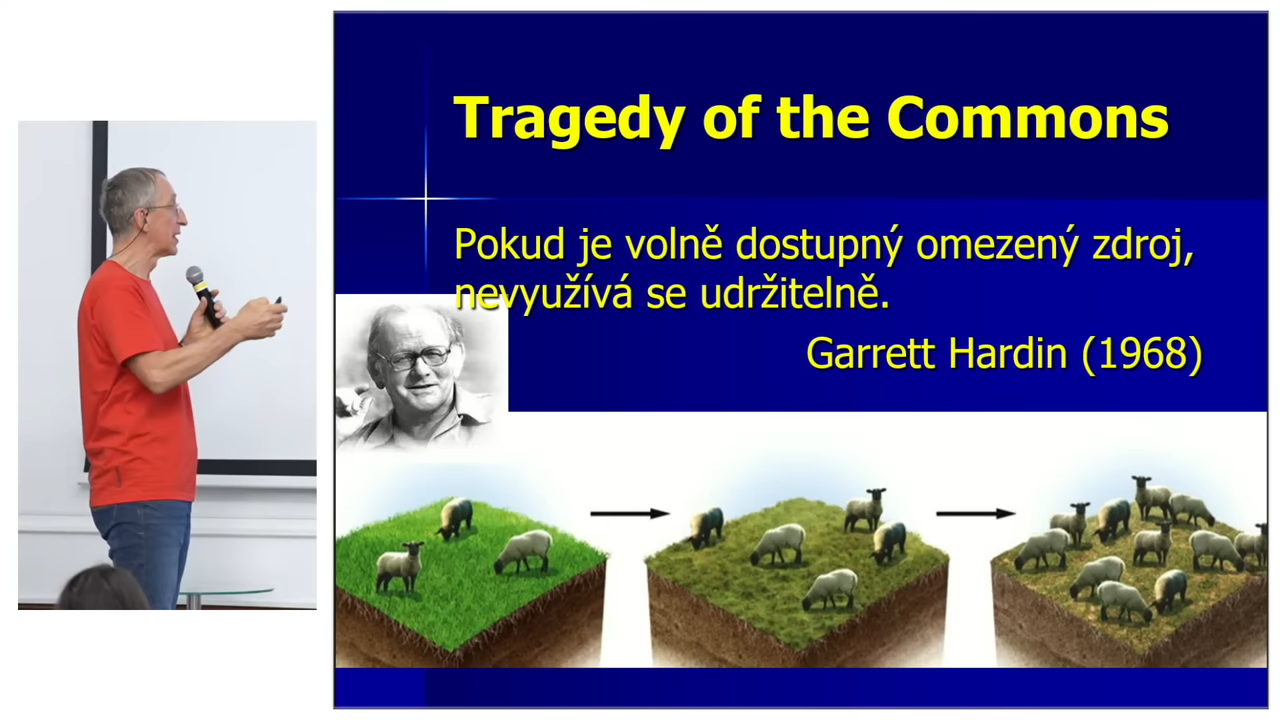 Tragedy of the Commons
Pokud je volně dostupný omezený zdroj,
nevyužívá se udržitelně.
Garrett Hardin (1968)